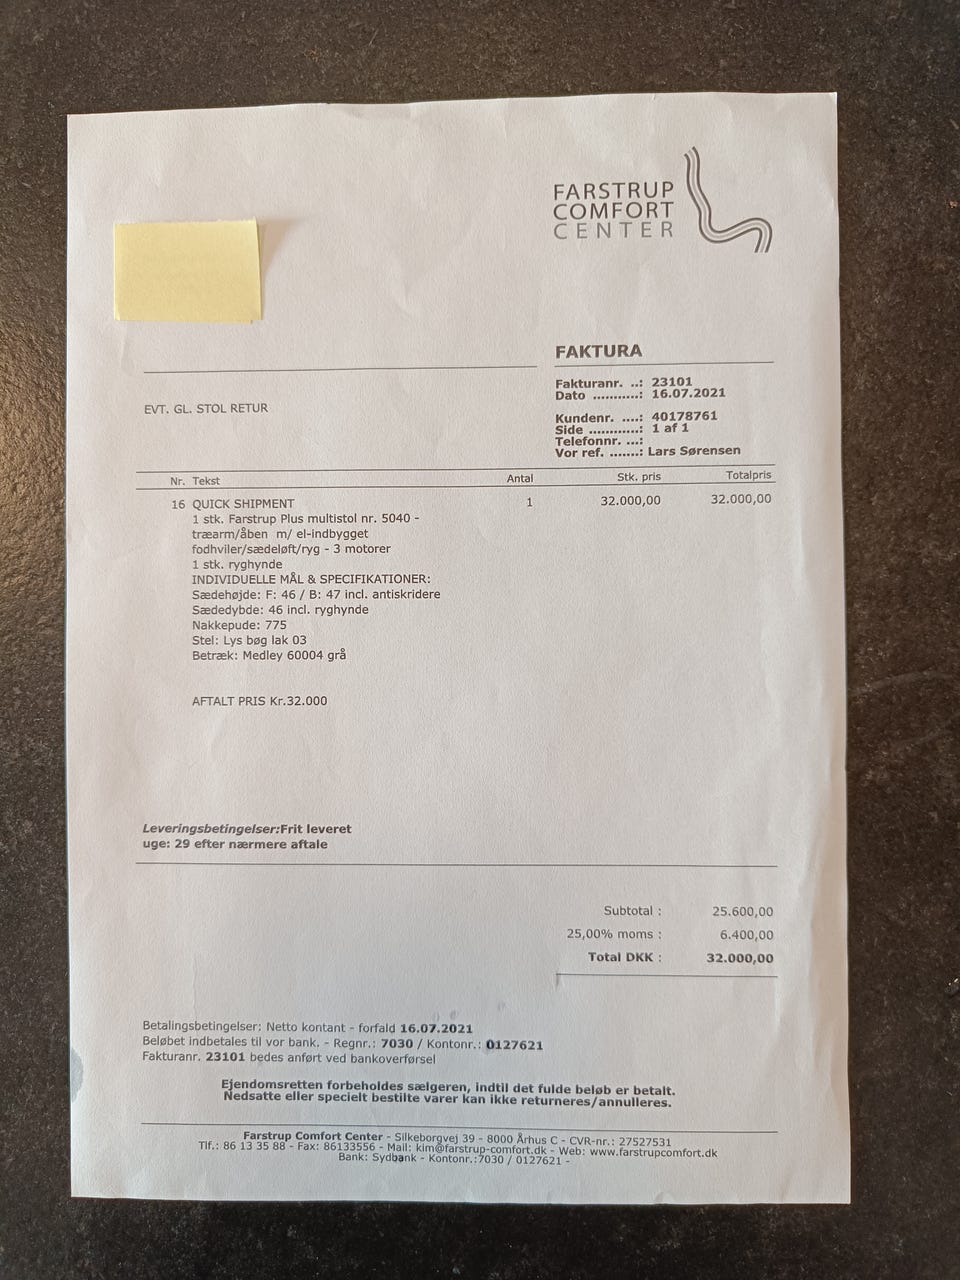 FARSTRUP
COMFORT
CENTER
FAKTURA
Fakturanr. ..: 23101
Dato ...........: 16.07.2021
EVT. GL. STOL RETUR
Kundenr. ....: 40178761
Side ............: 1 af 1
Telefonnr. ...:
Vor ref. .......: Lars Sørensen
Nr. Tekst Antal Stk. pris Totalpris
16 QUICK SHIPMENT 1 32.000,00 32.000,00
1 stk. Farstrup Plus multistol nr. 5040 -
træarm/åben m/ el-indbygget
fodhviler/sædeløft/ryg - 3 motorer
1 stk. ryghynde
INDIVIDUELLE MÅL & SPECIFIKATIONER:
Sædehøjde: F: 46 / B: 47 incl. antiskridere
Sædedybde: 46 incl. ryghynde
Nakkepude: 775
Stel: Lys bøg lak 03
Betræk: Medley 60004 grå
AFTALT PRIS Kr.32.000
Leveringsbetingelser:Frit leveret
uge: 29 efter nærmere aftale
Subtotal : 25.600,00
25,00% moms : 6.400,00
Total DKK : 32.000,00
Betalingsbetingelser: Netto kontant - forfald 16.07.2021
Beløbet indbetales til vor bank. - Regnr.: 7030 / Kontonr.: 0127621
Fakturanr. 23101 bedes anført ved bankoverførsel
Ejendomsretten forbeholdes sælgeren, indtil det fulde beløb er betalt.
Nedsatte eller specielt bestilte varer kan ikke returneres/annulleres.
Farstrup Comfort Center - Silkeborgvej 39 - 8000 Århus C - CVR-nr.: 27527531
Tlf.: 86 13 35 88 - Fax: 86133556 - Mail: kim@farstrup-comfort.dk - Web: www.farstrupcomfort.dk
Bank: Sydbank - Kontonr.:7030 / 0127621 -